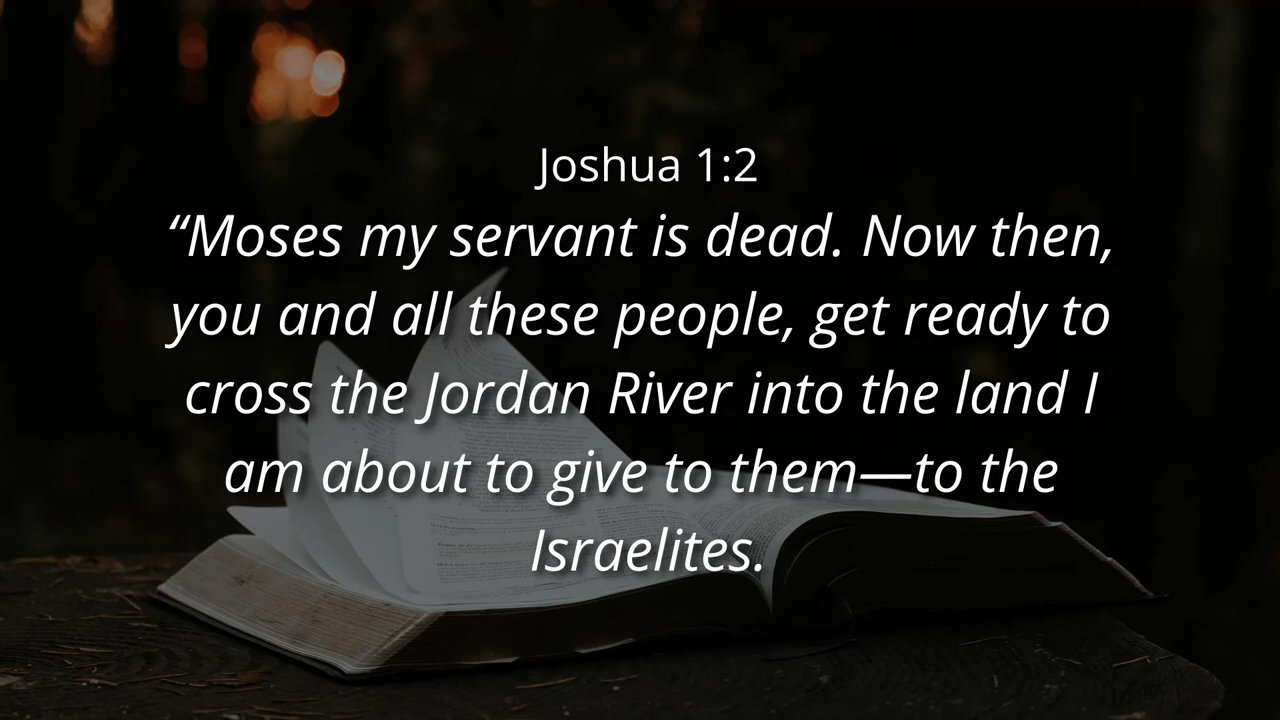 Joshua 1:2
“Moses my servant is dead. Now then,
you and all these people, get ready to
cross the Jordan River into the land I
am about to give to them—to the
Israelites.